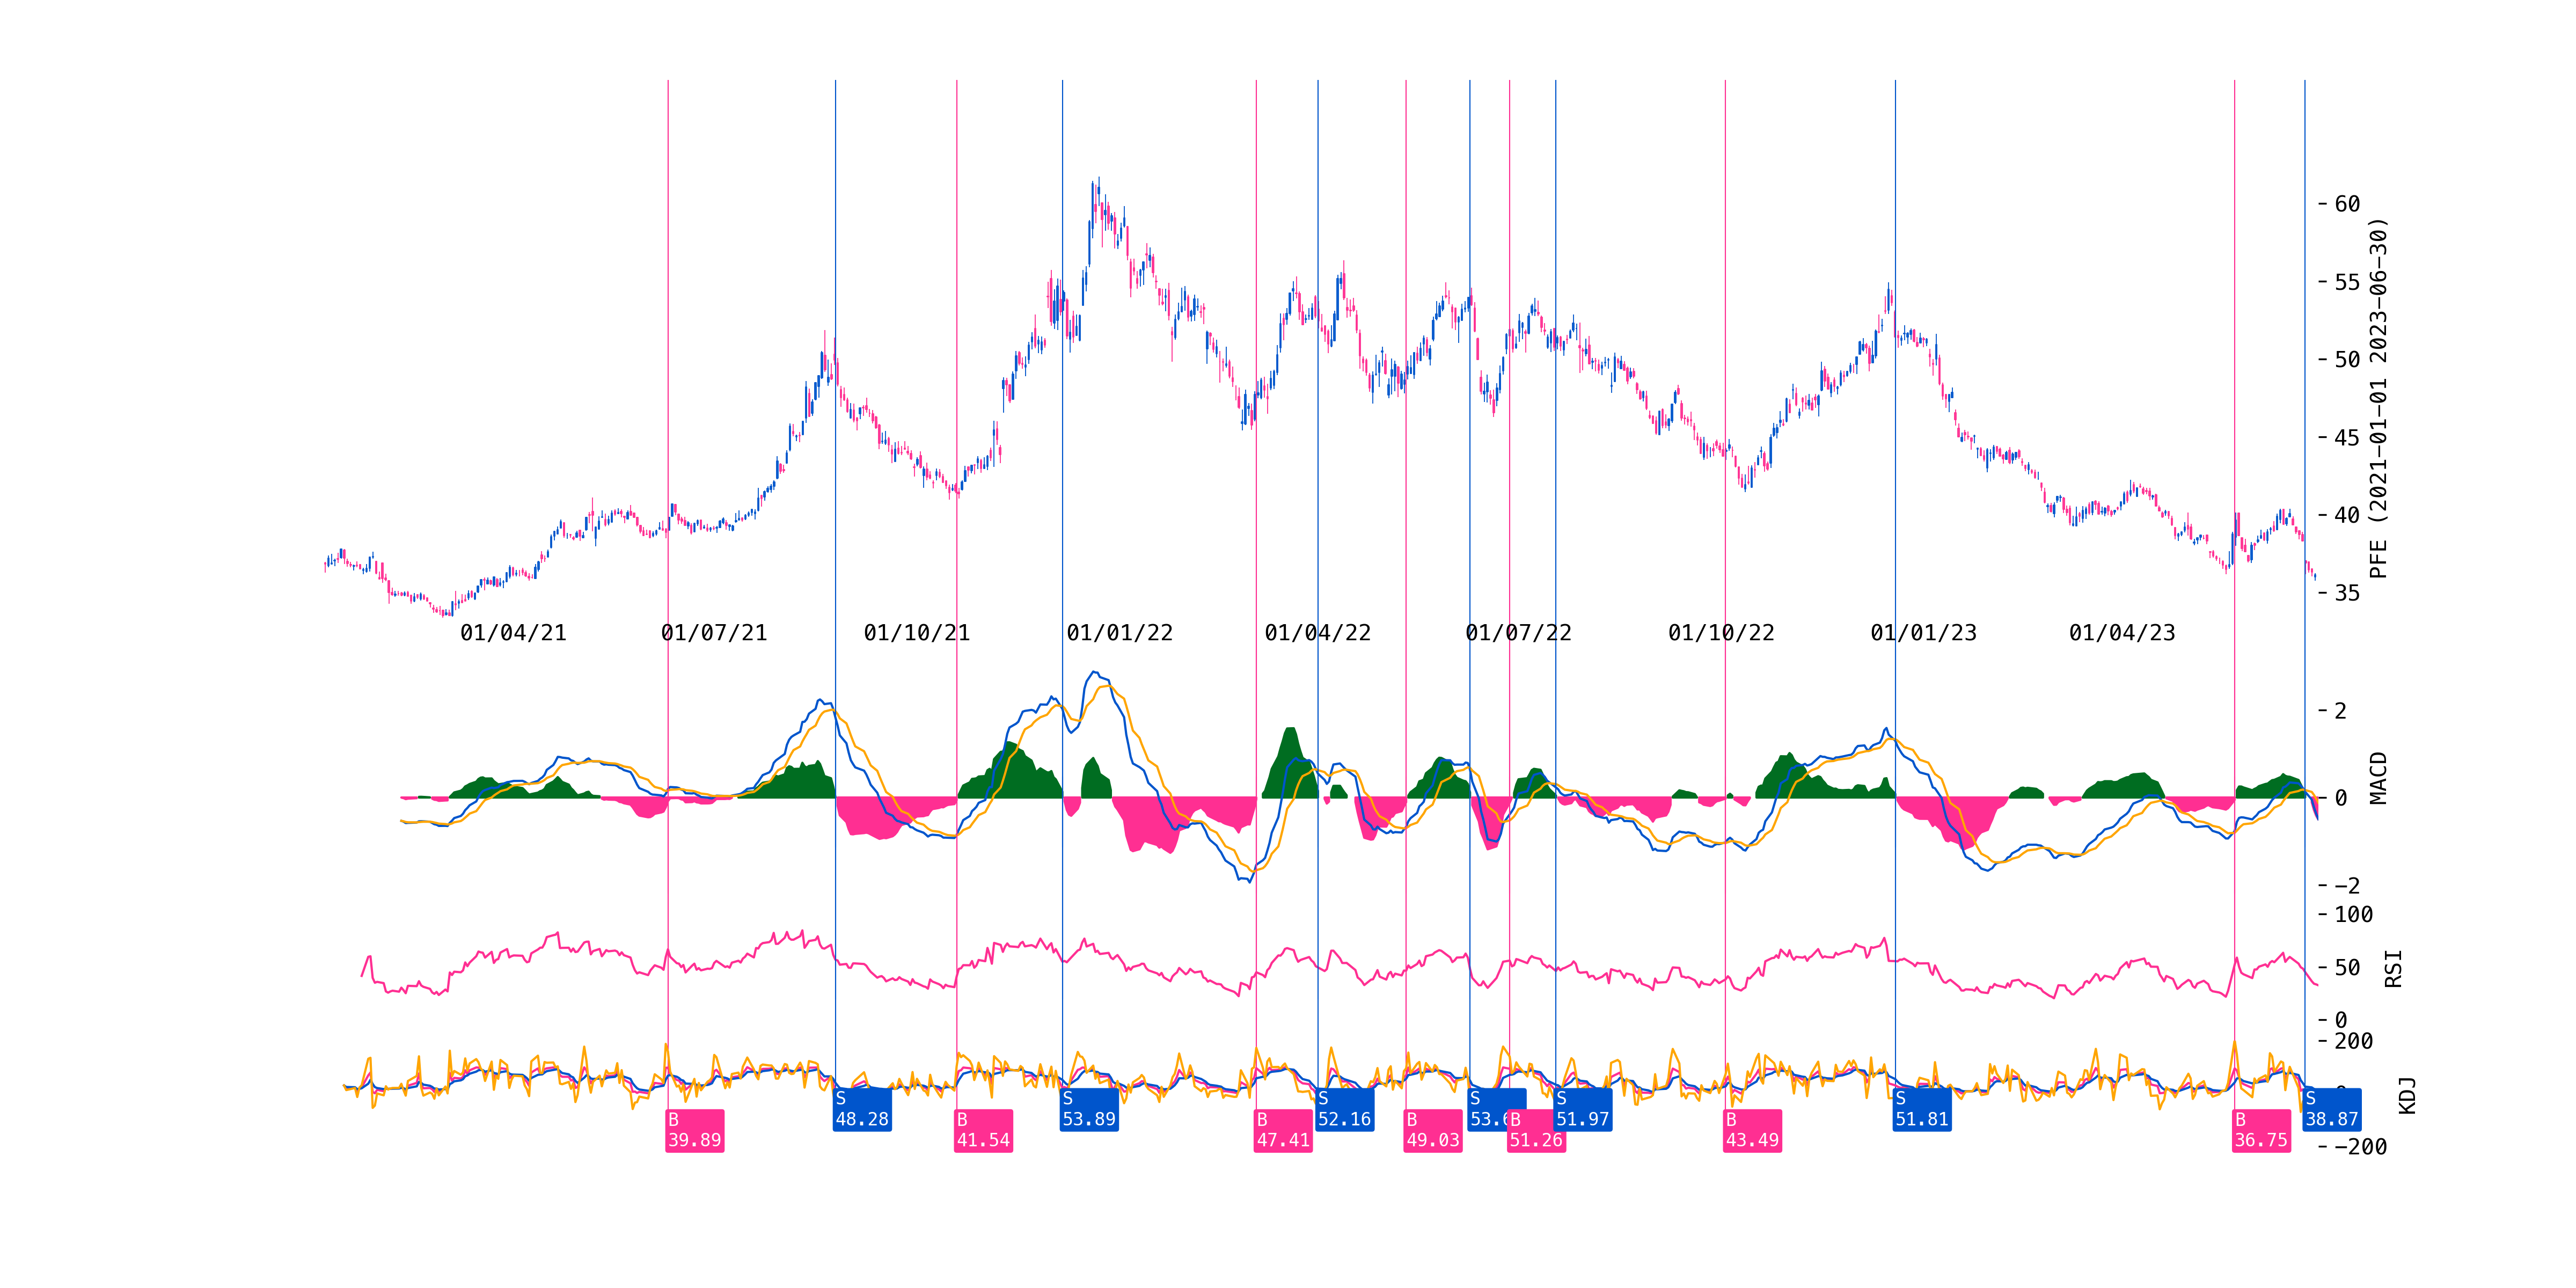 60
55
50
45
40
35
PFE (2021-01-01 2023-06-30)
01/04/21 01/07/21 01/10/21 01/01/22 01/04/22 01/07/22 01/10/22 01/01/23 01/04/23
2
0
−2
MACD
100
50
0
RSI
200
−200
KDJ
B
39.89
S
48.28
B
41.54
S
53.89
B
47.41
S
52.16
B
49.03
S
B
51.26
S
51.97
B
43.49
S
51.81
B
36.75
S
38.87